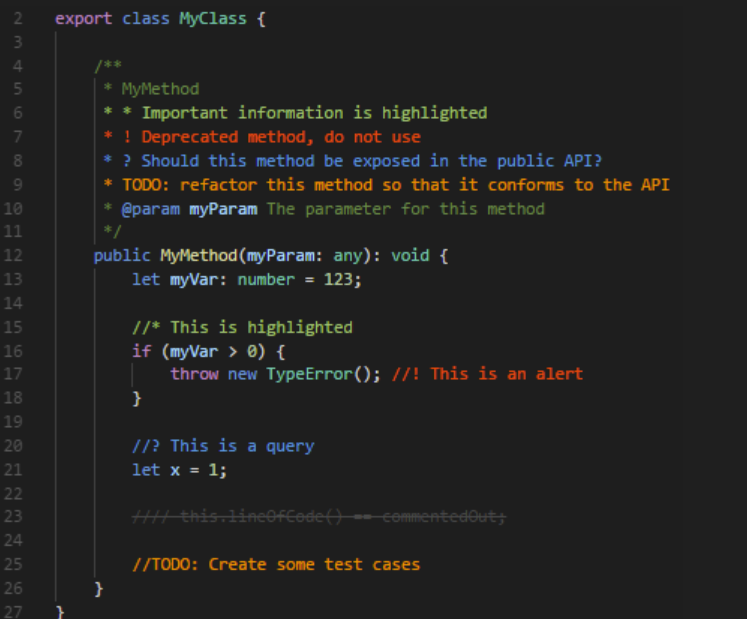 2 export class MyClass {
3
4 /**
5 * MyMethod
6 * * Important information is highlighted
7 * ! Deprecated method, do not use
8 * ? Should this method be exposed in the public API?
9 * TODO: refactor this method so that it conforms to the API
10 * @param myParam The parameter for this method
11 */
12 public MyMethod(myParam: any): void {
13 let myVar: number = 123;
14
15 //* This is highlighted
16 if (myVar > 0) {
17 throw new TypeError(); //! This is an alert
18 }
19
20 //? This is a query
21 let x = 1;
22
23 //// this.lineOfCode() == commentedOut;
24
25 //TODO: Create some test cases
26 }
27 }